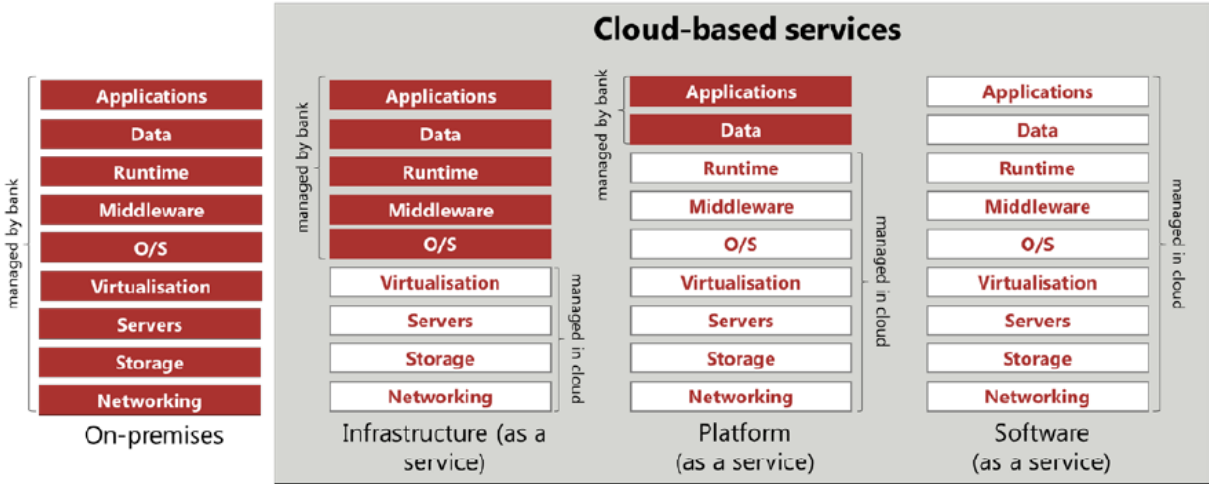 Cloud-based services
managed by bank
Applications
Data
Runtime
Middleware
O/S
Virtualisation
Servers
Storage
Networking
On-premises
managed by bank
Applications
Data
Runtime
Middleware
O/S
Virtualisation
Servers
Storage
Networking
managed in cloud
Infrastructure (as a
service)
managed by bank
Applications
Data
Runtime
Middleware
O/S
Virtualisation
Servers
Storage
Networking
managed in cloud
Platform
(as a service)
Applications
Data
Runtime
Middleware
O/S
Virtualisation
Servers
Storage
Networking
managed in cloud
Software
(as a service)